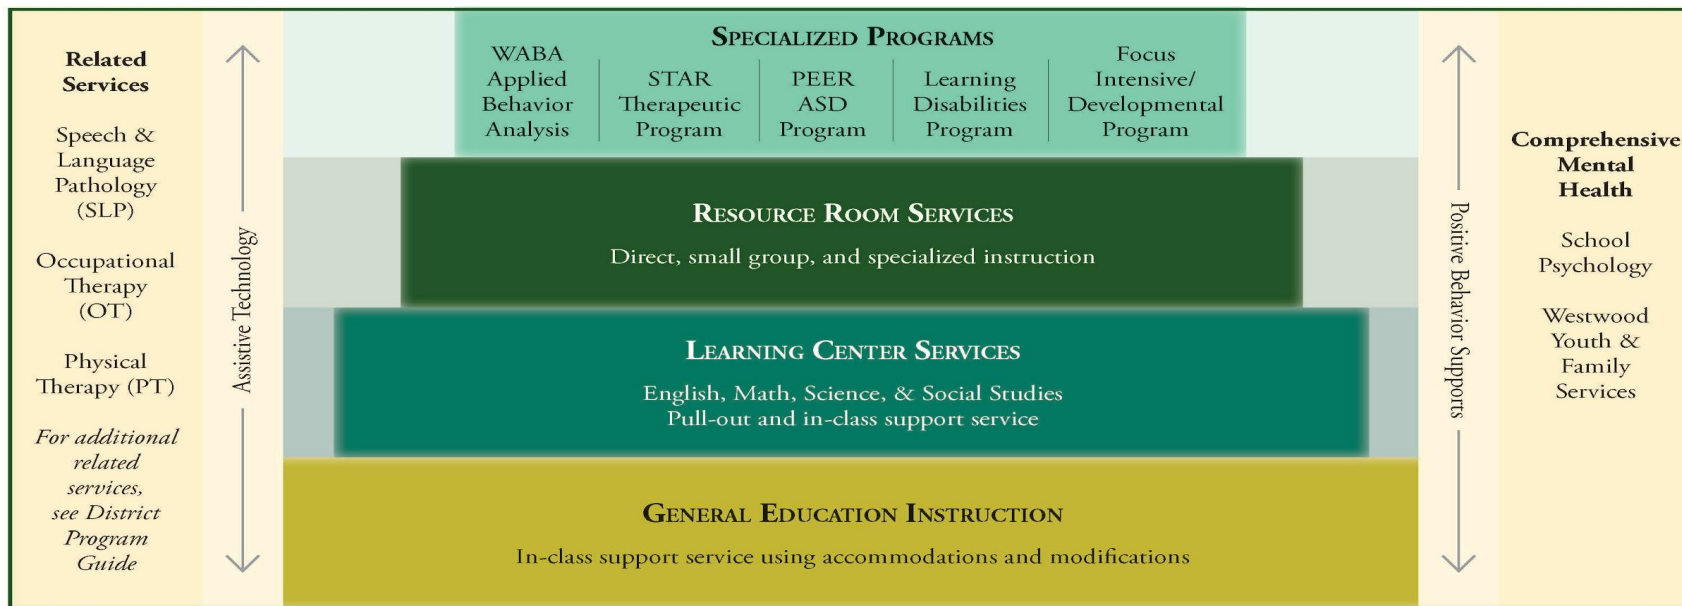 Related
Services
Speech &
Language
Pathology
(SLP)
Occupational
Therapy
(OT)
Physical
Therapy (PT)
For additional
related
services,
see District
Program
Guide
Assistive Technology
SPECIALIZED PROGRAMS
WABA
Applied
Behavior
Analysis
STAR
Therapeutic
Program
PEER
ASD
Program
Learning
Disabilities
Program
Focus
Intensive/
Developmental
Program
RESOURCE ROOM SERVICES
Direct, small group, and specialized instruction
LEARNING CENTER SERVICES
English, Math, Science, & Social Studies
Pull-out and in-class support service
GENERAL EDUCATION INSTRUCTION
In-class support service using accommodations and modifications
Positive Behavior Supports
Comprehensive
Mental
Health
School
Psychology
Westwood
Youth &
Family
Services